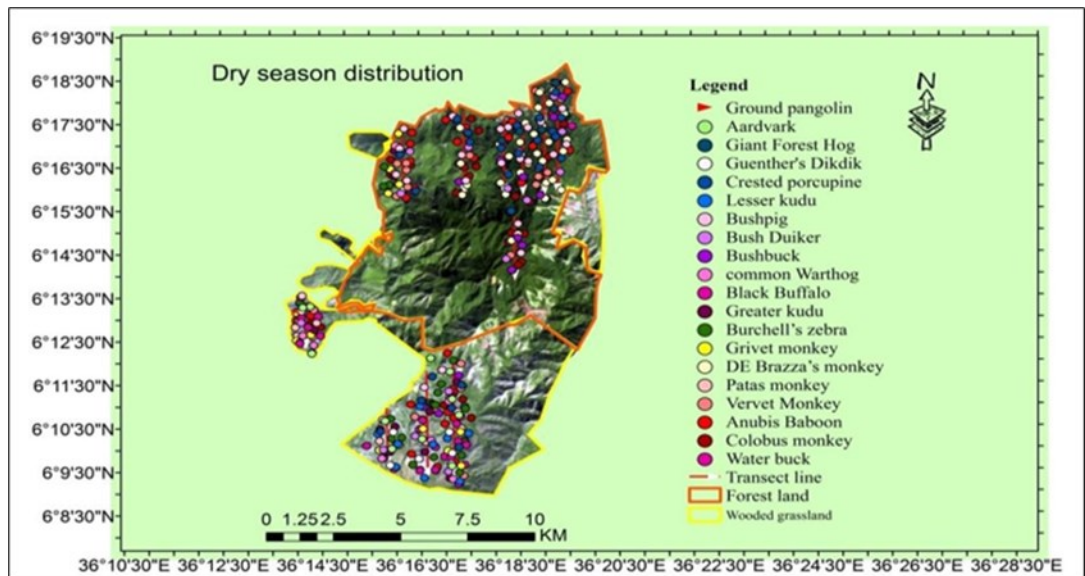 6°19'30"N
6°18'30"N
6°17'30"N
6°16'30"N
6°15'30"N
6°14'30"N
6°13'30"N
6°12'30"N
6°11'30"N
6°10'30"N
6°9'30"N
6°8'30"N
Dry season distribution
N
Legend
Ground pangolin
Aardvark
Giant Forest Hog
Guenther's Dikdik
Crested porcupine
Lesser kudu
Bushpig
Bush Duiker
Bushbuck
common Warthog
Black Buffalo
Greater kudu
Burchell's zebra
Grivet monkey
DE Brazza's monkey
Patas monkey
Vervet Monkey
Anubis Baboon
Colobus monkey
Water buck
Transect line
Forest land
Wooded grassland
0 1.25 2.5 5 7.5 10
KM
36°10'30"E 36°12'30"E 36°14'30"E 36°16'30"E 36°18'30"E 36°20'30"E 36°22'30"E 36°24'30"E 36°26'30"E 36°28'30"E